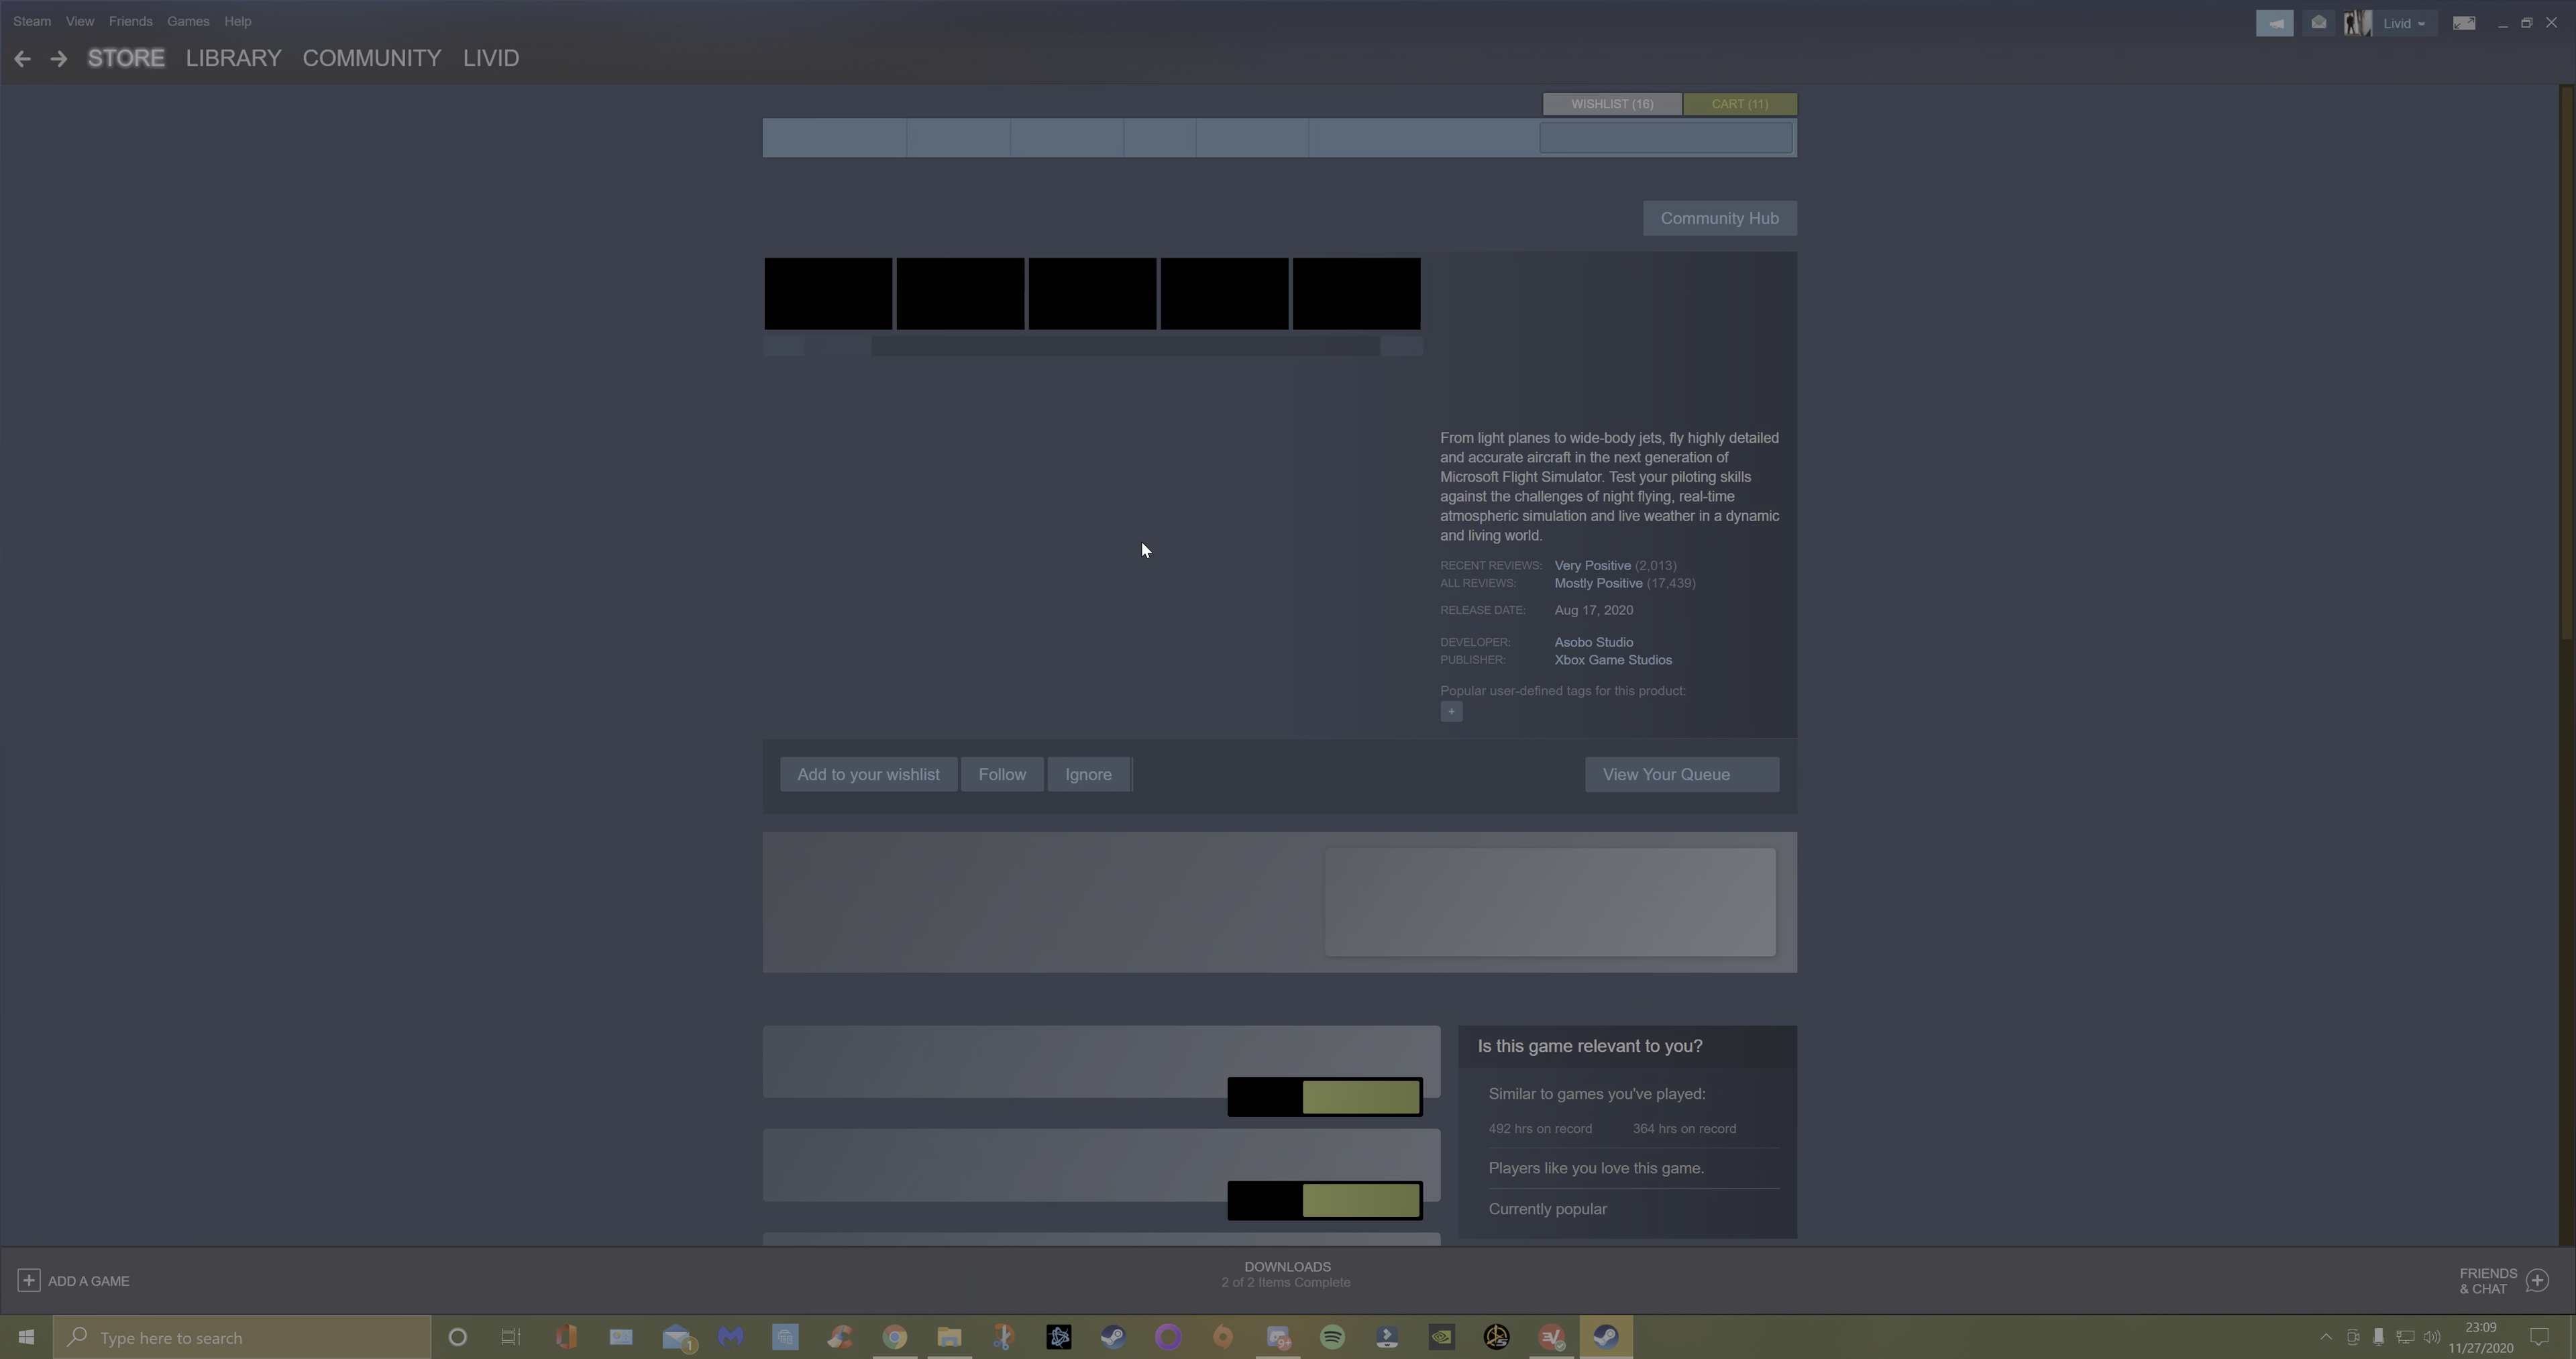 Steam View Friends Games Help
Livid
STORE LIBRARY COMMUNITY LIVID
WISHLIST (16) CART (11)
Community Hub
From light planes to wide-body jets, fly highly detailed
and accurate aircraft in the next generation of
Microsoft Flight Simulator. Test your piloting skills
against the challenges of night flying, real-time
atmospheric simulation and live weather in a dynamic
and living world.
RECENT REVIEWS: Very Positive (2,013)
ALL REVIEWS: Mostly Positive (17,439)
RELEASE DATE: Aug 17, 2020
DEVELOPER: Asobo Studio
PUBLISHER: Xbox Game Studios
Popular user-defined tags for this product:
+
Add to your wishlist Follow Ignore View Your Queue
Is this game relevant to you?
Similar to games you've played:
492 hrs on record 364 hrs on record
Players like you love this game.
Currently popular
ADD A GAME
DOWNLOADS
2 of 2 Items Complete
FRIENDS
& CHAT
Type here to search
1
9+
23:09
11/27/2020